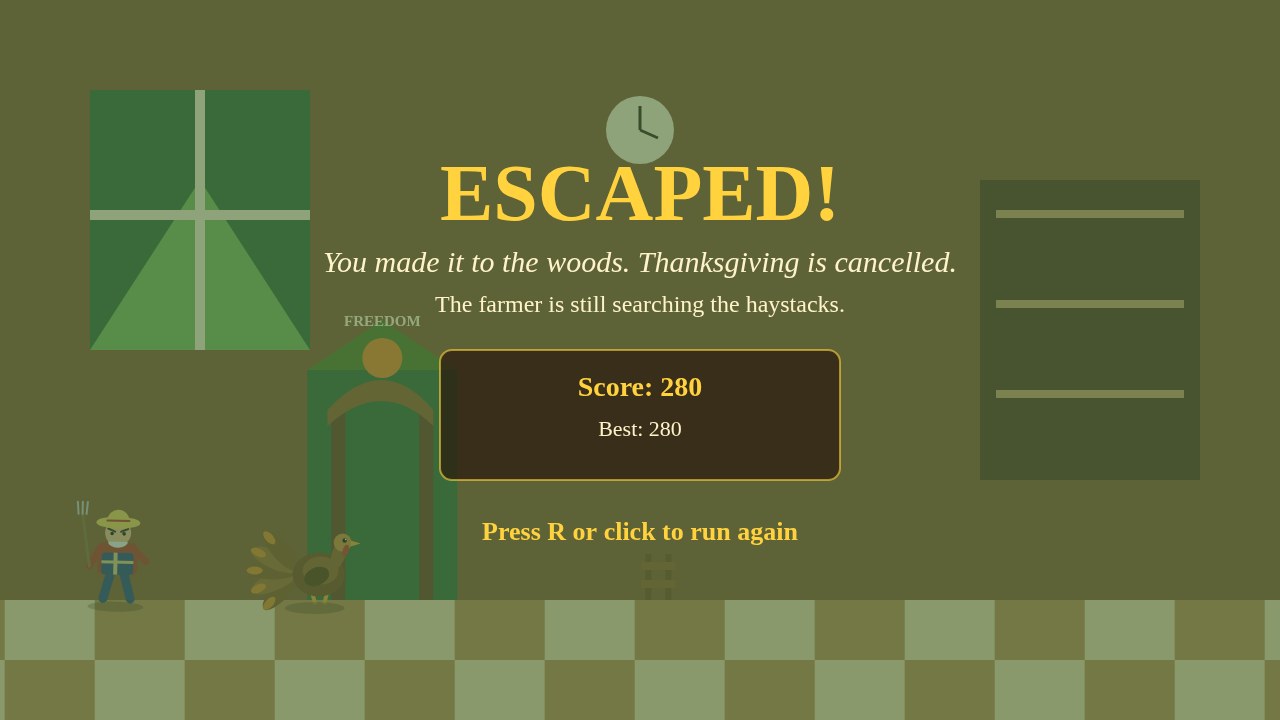 ESCAPED!
You made it to the woods. Thanksgiving is cancelled.
The farmer is still searching the haystacks.
FREEDOM
Score: 280
Best: 280
Press R or click to run again